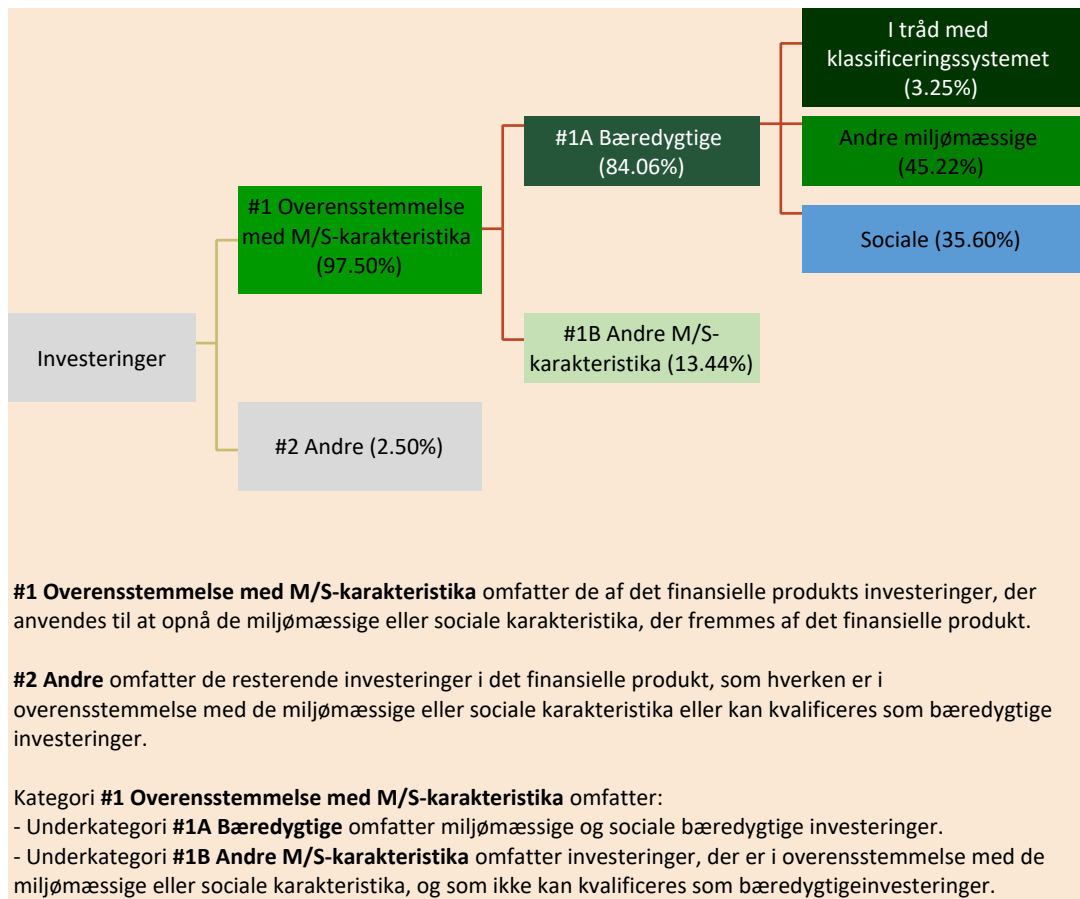 I tråd med
klassificeringssystemet
(3.25%)
#1A Bæredygtige
(84.06%)
Andre miljømæssige
(45.22%)
#1 Overensstemmelse
med M/S-karakteristika
(97.50%)
Sociale (35.60%)
Investeringer
#1B Andre M/S-
karakteristika (13.44%)
#2 Andre (2.50%)
#1 Overensstemmelse med M/S-karakteristika omfatter de af det finansielle produkts investeringer, der
anvendes til at opnå de miljømæssige eller sociale karakteristika, der fremmes af det finansielle produkt.
#2 Andre omfatter de resterende investeringer i det finansielle produkt, som hverken er i
overensstemmelse med de miljømæssige eller sociale karakteristika eller kan kvalificeres som bæredygtige
investeringer.
Kategori #1 Overensstemmelse med M/S-karakteristika omfatter:
- Underkategori #1A Bæredygtige omfatter miljømæssige og sociale bæredygtige investeringer.
- Underkategori #1B Andre M/S-karakteristika omfatter investeringer, der er i overensstemmelse med de
miljømæssige eller sociale karakteristika, og som ikke kan kvalificeres som bæredygtigeinvesteringer.